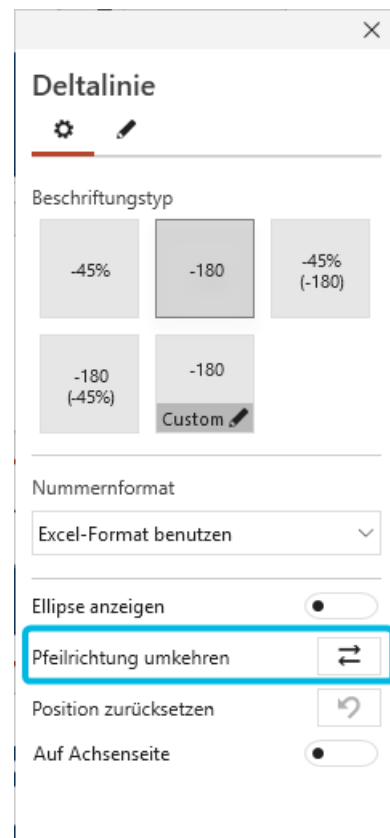 Deltalinie
Beschriftungstyp
-45%
-180
-45%
(-180)
-180
(-45%)
-180
Custom
Nummernformat
Excel-Format benutzen
Ellipse anzeigen
Pfeilrichtung umkehren
Position zurücksetzen
Auf Achsenseite